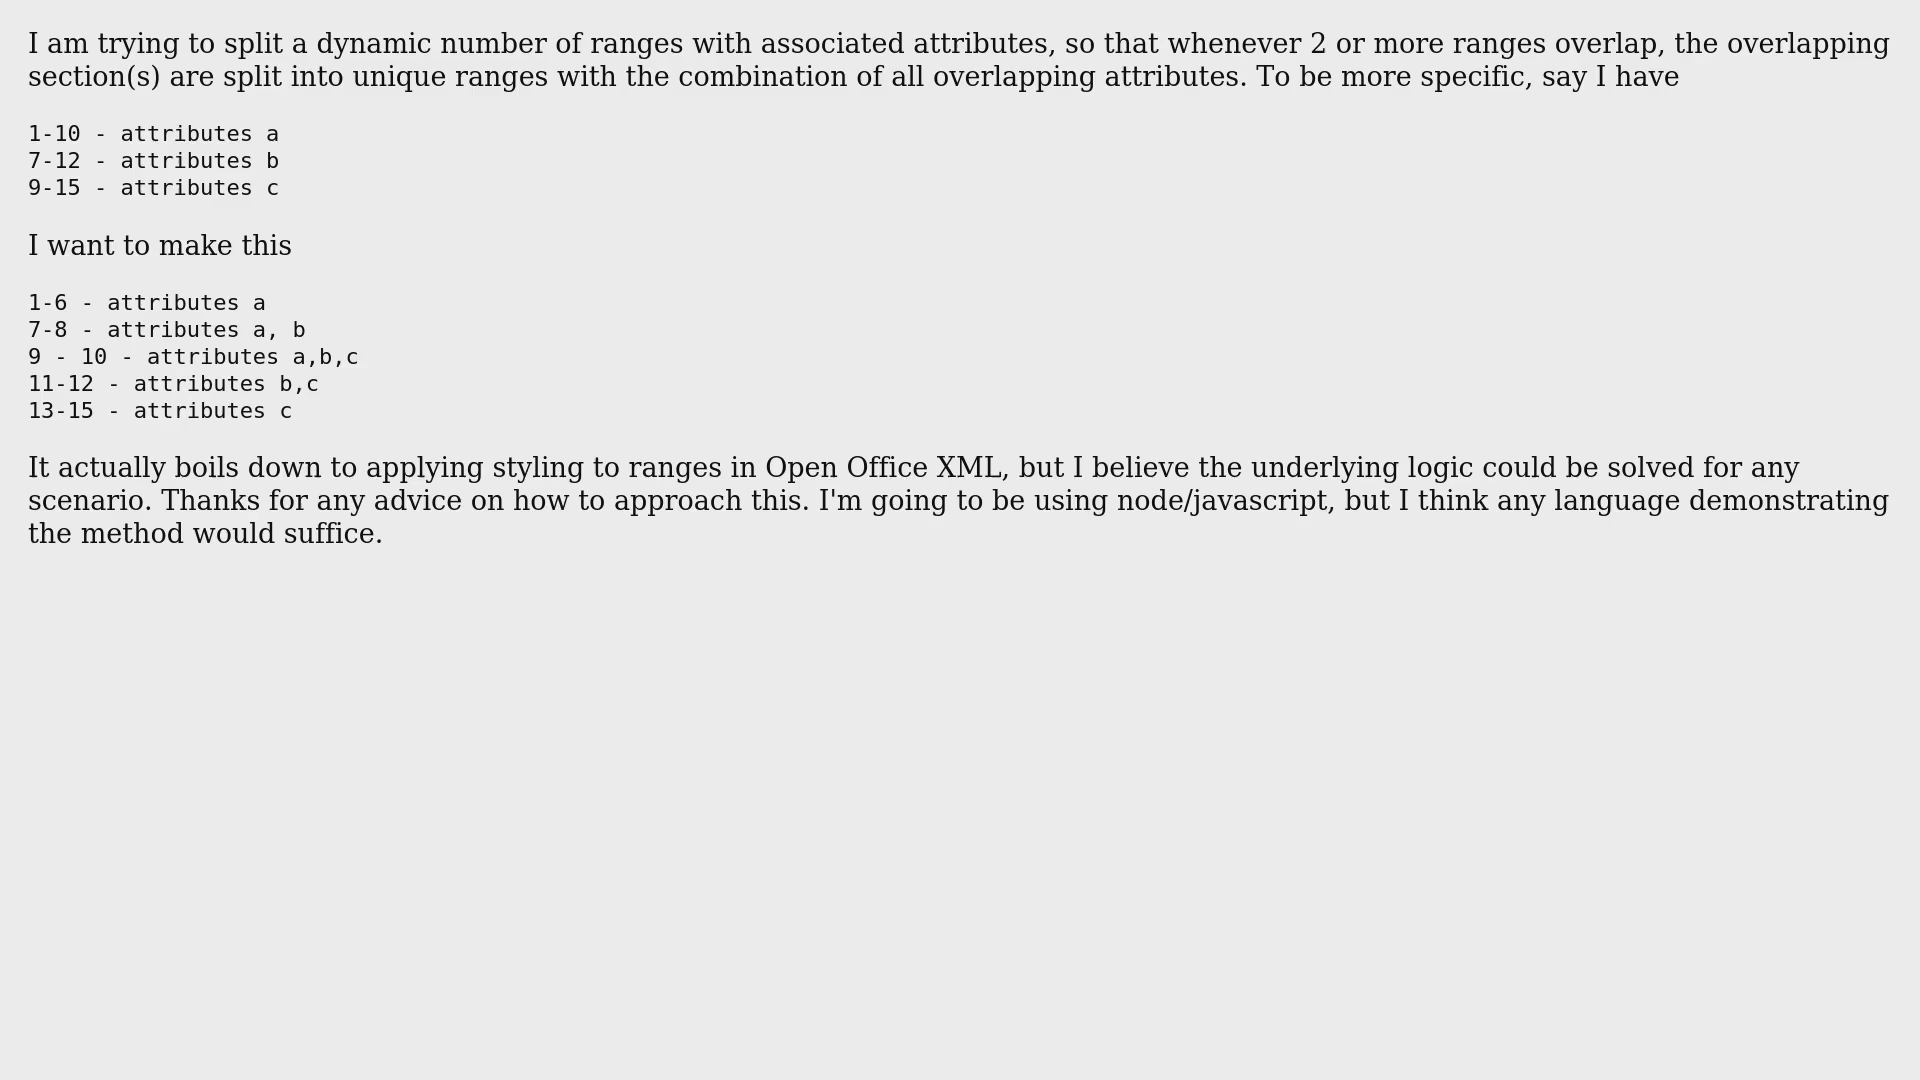 I am trying to split a dynamic number of ranges with associated attributes, so that whenever 2 or more ranges overlap, the overlapping
section(s) are split into unique ranges with the combination of all overlapping attributes. To be more specific, say I have
1-10 - attributes a
7-12 - attributes b
9-15 - attributes c
I want to make this
1-6 - attributes a
7-8 - attributes a, b
9 - 10 - attributes a,b,c
11-12 - attributes b,c
13-15 - attributes c
It actually boils down to applying styling to ranges in Open Office XML, but I believe the underlying logic could be solved for any
scenario. Thanks for any advice on how to approach this. I'm going to be using node/javascript, but I think any language demonstrating
the method would suffice.